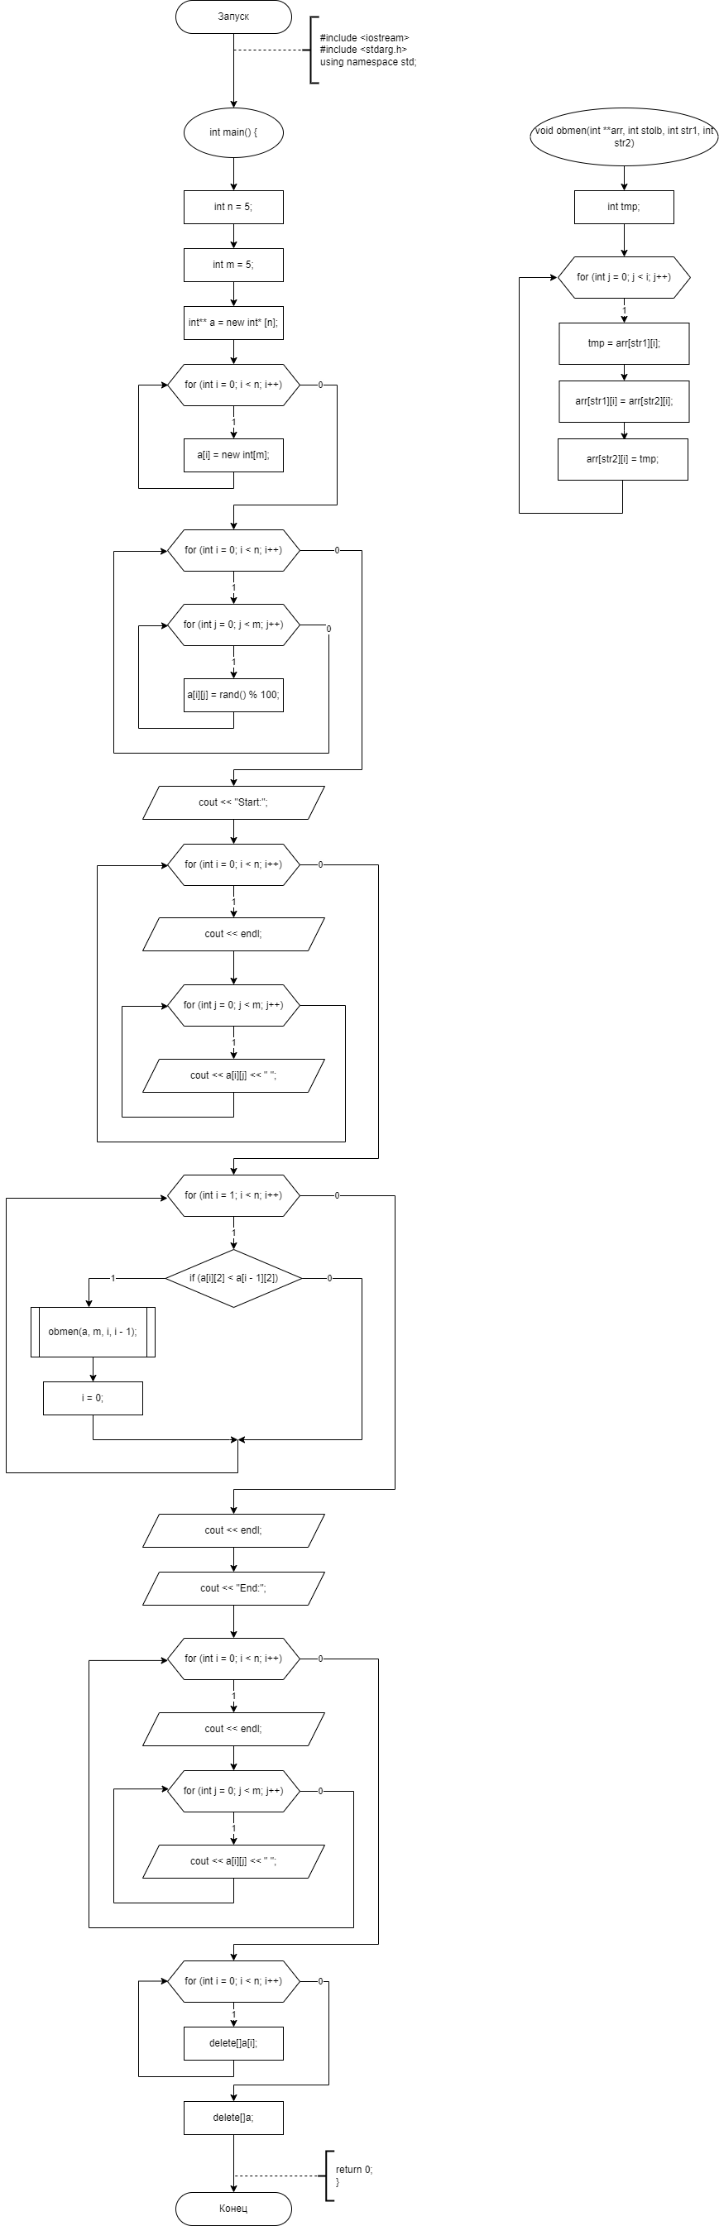 Запуск
#include <iostream>
#include <stdarg.h>
using namespace std;
int main() {
int n = 5;
int m = 5;
int** a = new int* [n];
for (int i = 0; i < n; i++)
0
1
a[i] = new int[m];
for (int i = 0; i < n; i++)
0
1
for (int j = 0; j < m; j++)
0
1
a[i][j] = rand() % 100;
cout << "Start:";
for (int i = 0; i < n; i++)
0
1
cout << endl;
for (int j = 0; j < m; j++)
1
cout << a[i][j] << " ";
for (int i = 1; i < n; i++)
0
1
if (a[i][2] < a[i - 1][2])
1
0
obmen(a, m, i, i - 1);
i = 0;
cout << endl;
cout << "End:";
for (int i = 0; i < n; i++)
0
1
cout << endl;
for (int j = 0; j < m; j++)
0
1
cout << a[i][j] << " ";
for (int i = 0; i < n; i++)
0
1
delete[]a[i];
delete[]a;
return 0;
}
Конец
void obmen(int **arr, int stolb, int str1, int
str2)
int tmp;
for (int j = 0; j < i; j++)
1
tmp = arr[str1][i];
arr[str1][i] = arr[str2][i];
arr[str2][i] = tmp;